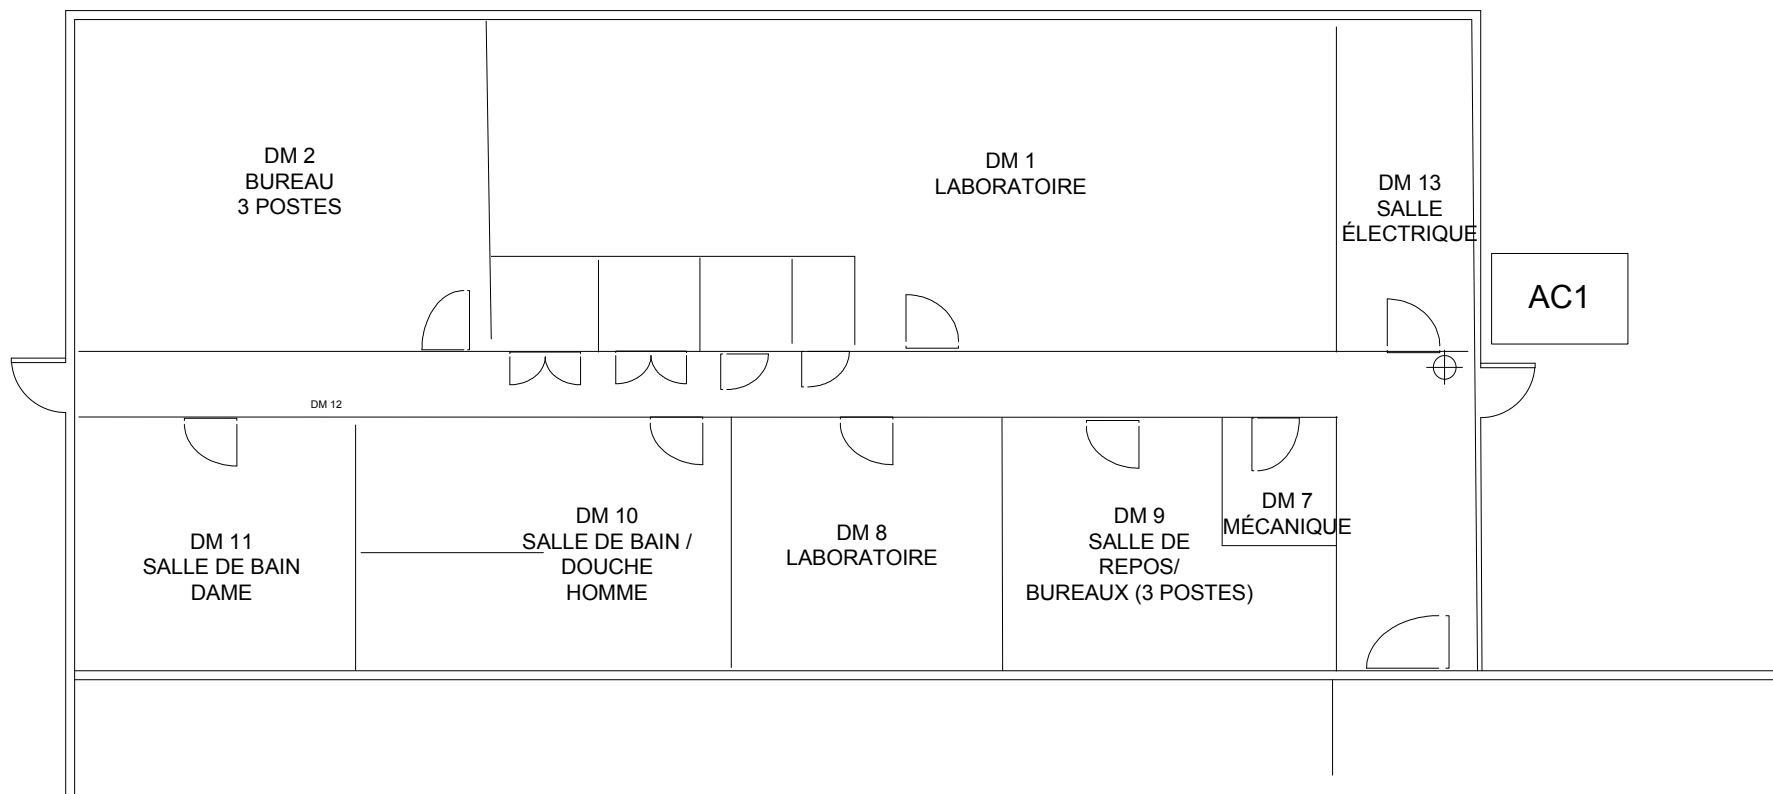 DM 2
BUREAU
3 POSTES
DM 1
LABORATOIRE
DM 13
SALLE
ÉLECTRIQUE
AC1
DM 12
DM 11
SALLE DE BAIN
DAME
DM 10
SALLE DE BAIN /
DOUCHE
HOMME
DM 8
LABORATOIRE
DM 9
SALLE DE
REPOS/
BUREAUX (3 POSTES)
DM 7
MÉCANIQUE